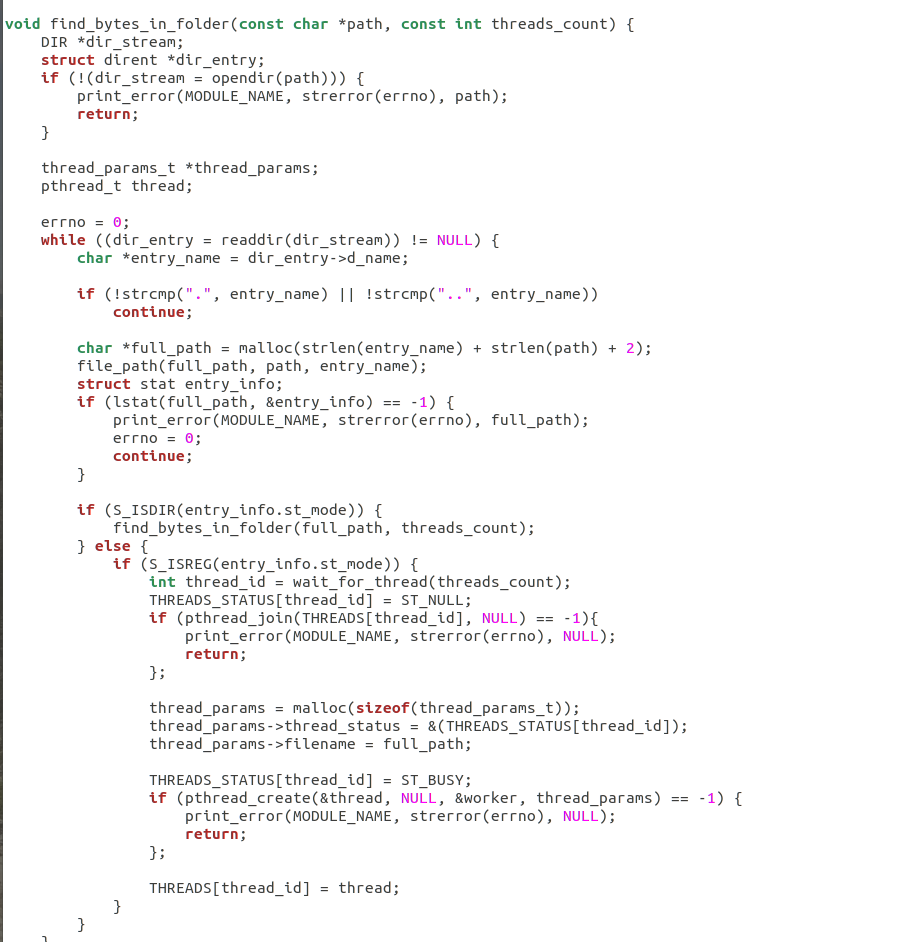 void find_bytes_in_folder(const char *path, const int threads_count) {
    DIR *dir_stream;
    struct dirent *dir_entry;
    if (!(dir_stream = opendir(path))) {
        print_error(MODULE_NAME, strerror(errno), path);
        return;
    }

    thread_params_t *thread_params;
    pthread_t thread;

    errno = 0;
    while ((dir_entry = readdir(dir_stream)) != NULL) {
        char *entry_name = dir_entry->d_name;

        if (!strcmp(".", entry_name) || !strcmp("..", entry_name))
            continue;

        char *full_path = malloc(strlen(entry_name) + strlen(path) + 2);
        file_path(full_path, path, entry_name);
        struct stat entry_info;
        if (lstat(full_path, &entry_info) == -1) {
            print_error(MODULE_NAME, strerror(errno), full_path);
            errno = 0;
            continue;
        }

        if (S_ISDIR(entry_info.st_mode)) {
            find_bytes_in_folder(full_path, threads_count);
        } else {
            if (S_ISREG(entry_info.st_mode)) {
                int thread_id = wait_for_thread(threads_count);
                THREADS_STATUS[thread_id] = ST_NULL;
                if (pthread_join(THREADS[thread_id], NULL) == -1){
                    print_error(MODULE_NAME, strerror(errno), NULL);
                    return;
                };

                thread_params = malloc(sizeof(thread_params_t));
                thread_params->thread_status = &(THREADS_STATUS[thread_id]);
                thread_params->filename = full_path;

                THREADS_STATUS[thread_id] = ST_BUSY;
                if (pthread_create(&thread, NULL, &worker, thread_params) == -1) {
                    print_error(MODULE_NAME, strerror(errno), NULL);
                    return;
                };

                THREADS[thread_id] = thread;
            }
        }
    }